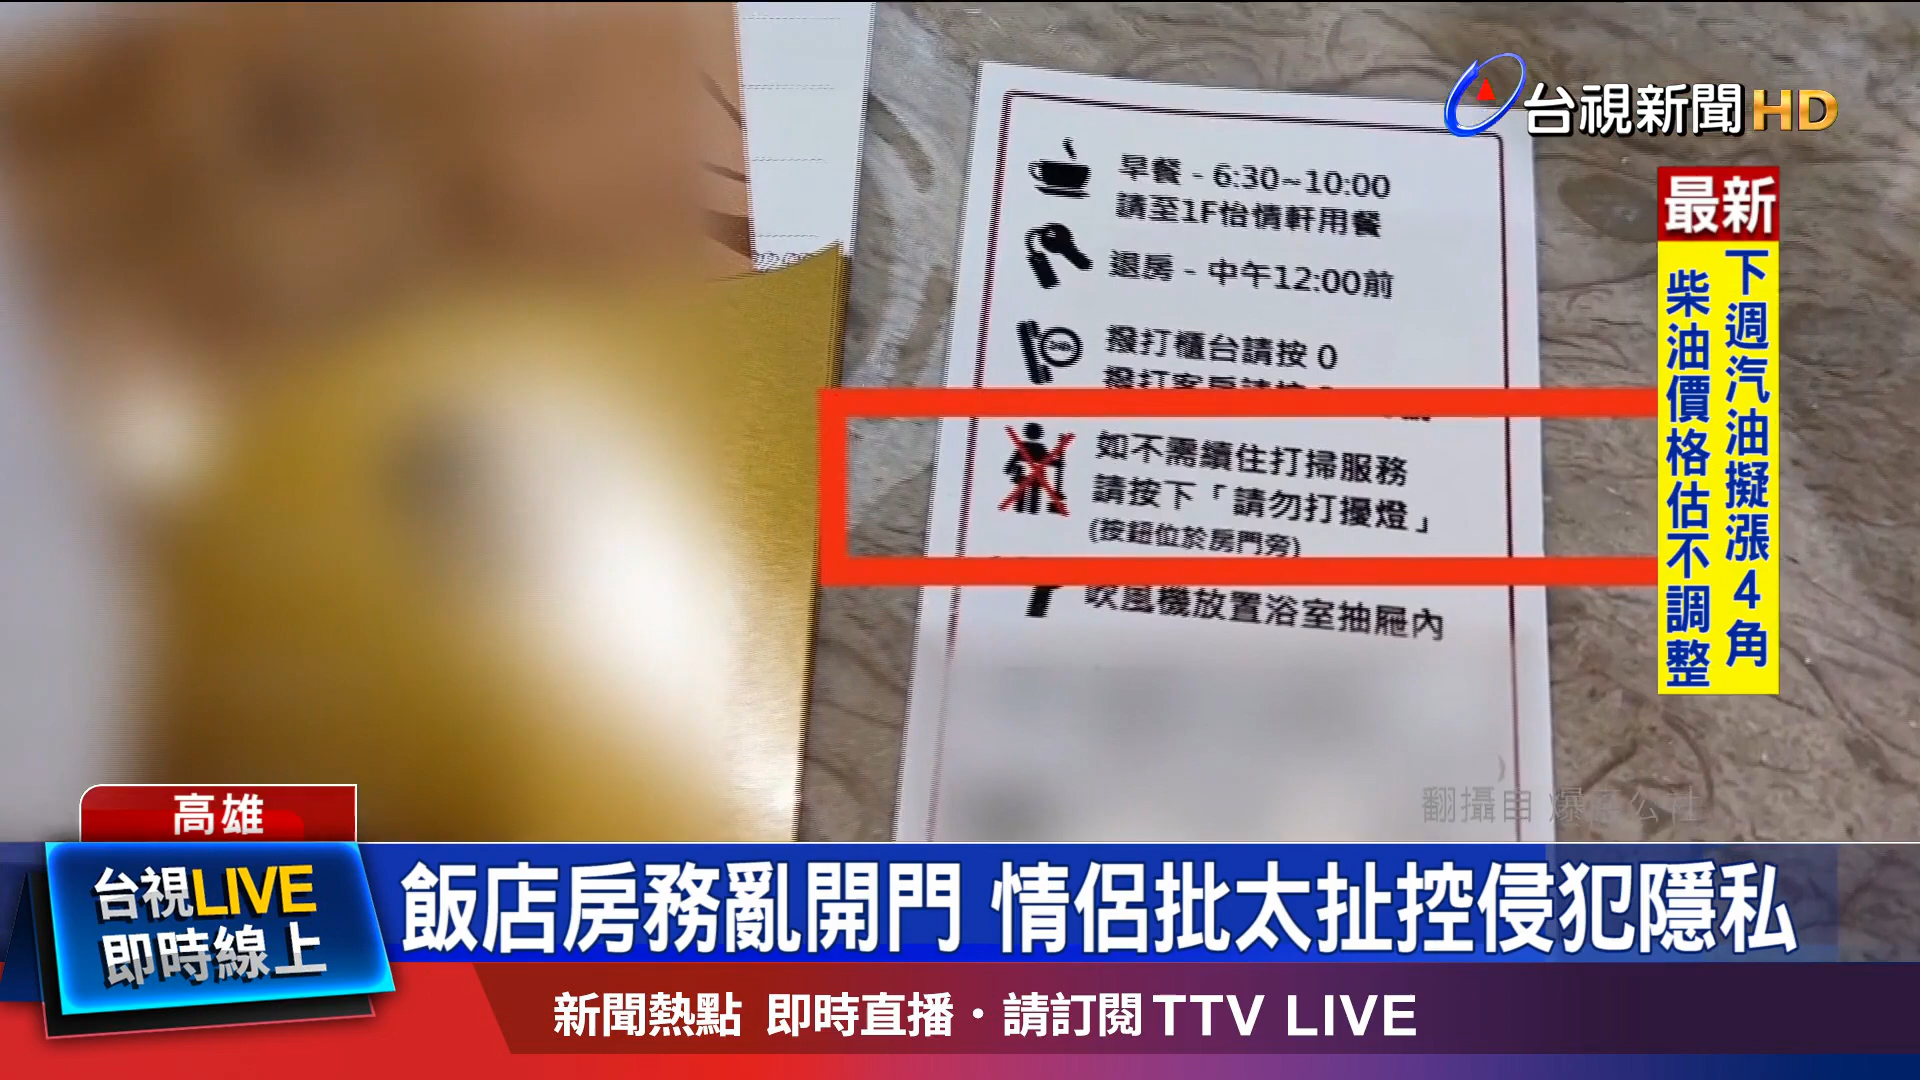 台視新聞HD
最新
下週汽油擬漲4角
柴油價格估不調整
早餐 - 6:30~10:00
請至1F怡情軒用餐
退房 - 中午12:00前
撥打櫃台請按 0
如不需續住打掃服務
請按下「請勿打擾燈」
(按鈕位於房門旁)
吹風機放置浴室抽屜內
翻攝自 爆料公社
高雄
台視LIVE
即時線上
飯店房務亂開門 情侶批太扯控侵犯隱私
新聞熱點 即時直播·請訂閱TTV LIVE